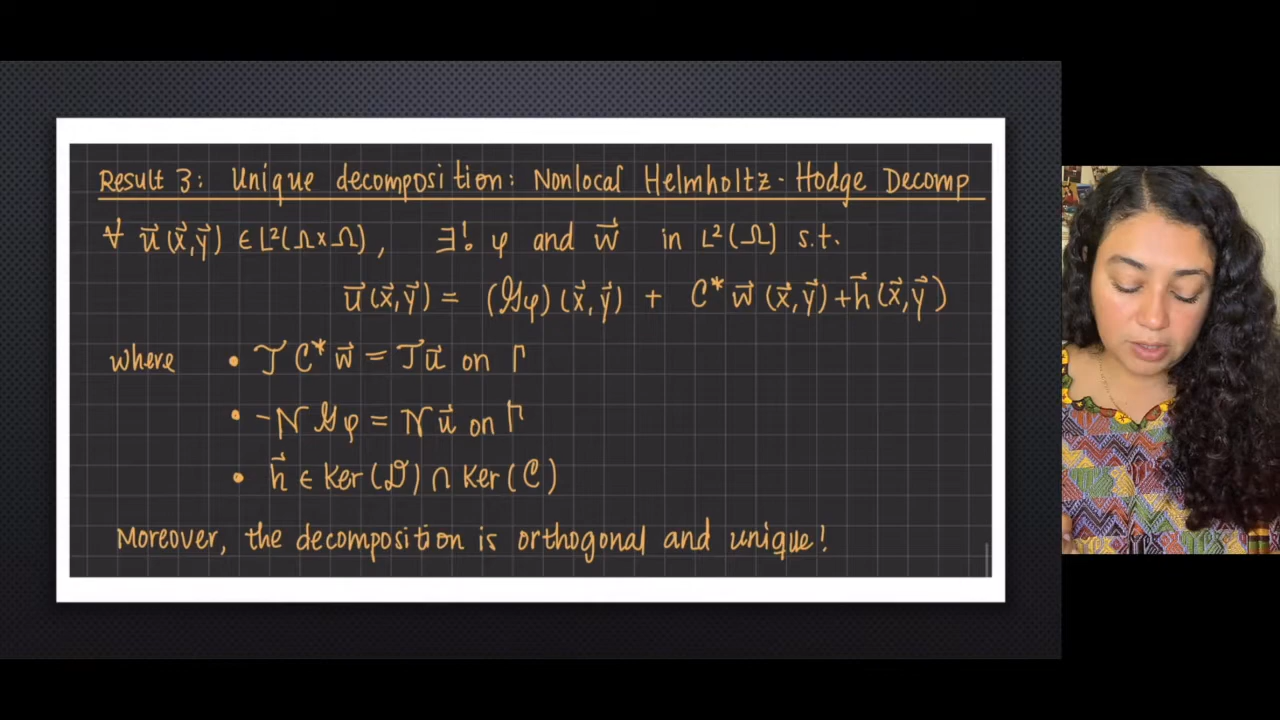 Result 3: Unique decomposition: Nonlocal Helmholtz-Hodge Decomp
∀ u⃗(x⃗,y⃗) ∈ L²(Ω×Ω), ∃! φ and w⃗ in L²(Ω) s.t.
u⃗(x⃗,y⃗) = (𝒢φ)(x⃗,y⃗) + C* w⃗(x⃗,y⃗) + h⃗(x⃗,y⃗)
where • 𝒯 C* w⃗ = 𝒯 u⃗ on Γ
• -𝒩 𝒢φ = 𝒩 u⃗ on Γ
• h⃗ ∈ Ker(𝒟) ∩ Ker(C)
Moreover, the decomposition is orthogonal and unique!